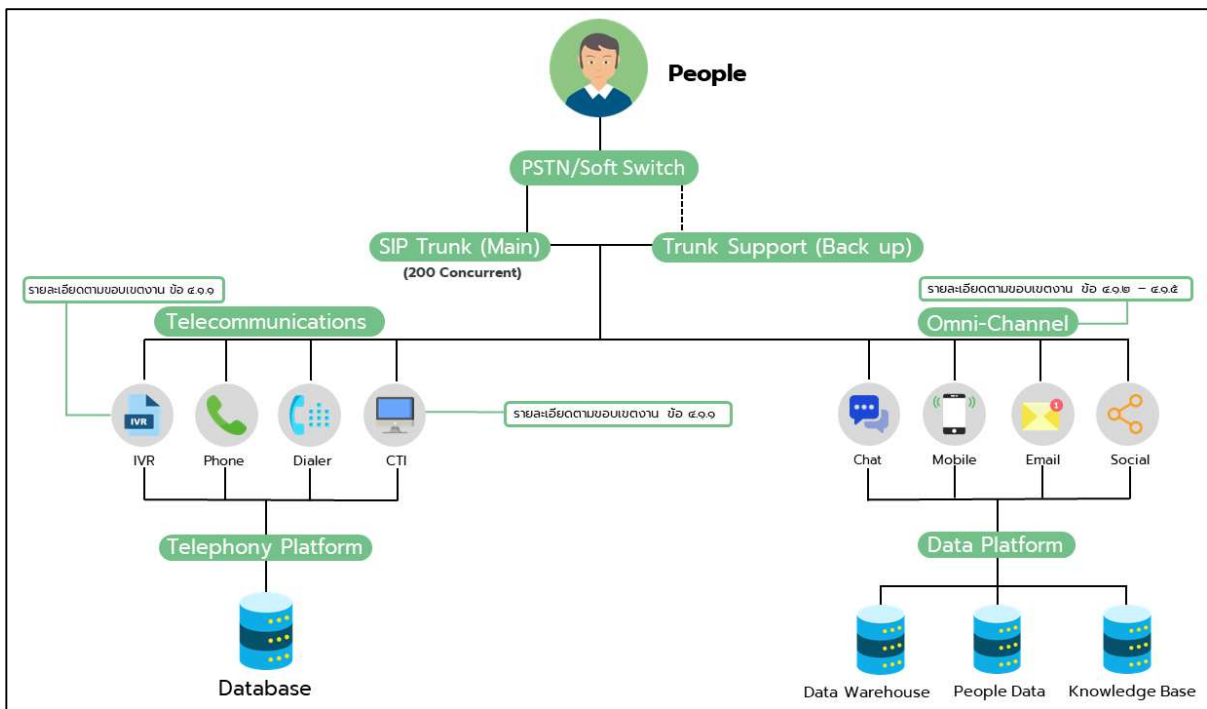 People
PSTN/Soft Switch
SIP Trunk (Main)
(200 Concurrent)
Trunk Support (Back up)
รายละเอียดตามขอบเขตงาน ข้อ ๔.๑.๑
รายละเอียดตามขอบเขตงาน ข้อ ๔.๑.๒ – ๔.๑.๕
Telecommunications
Omni-Channel
IVR
1
รายละเอียดตามขอบเขตงาน ข้อ ๔.๑.๑
IVR
Phone
Dialer
CTI
Chat
Mobile
Email
Social
Telephony Platform
Data Platform
Database
Data Warehouse
People Data
Knowledge Base